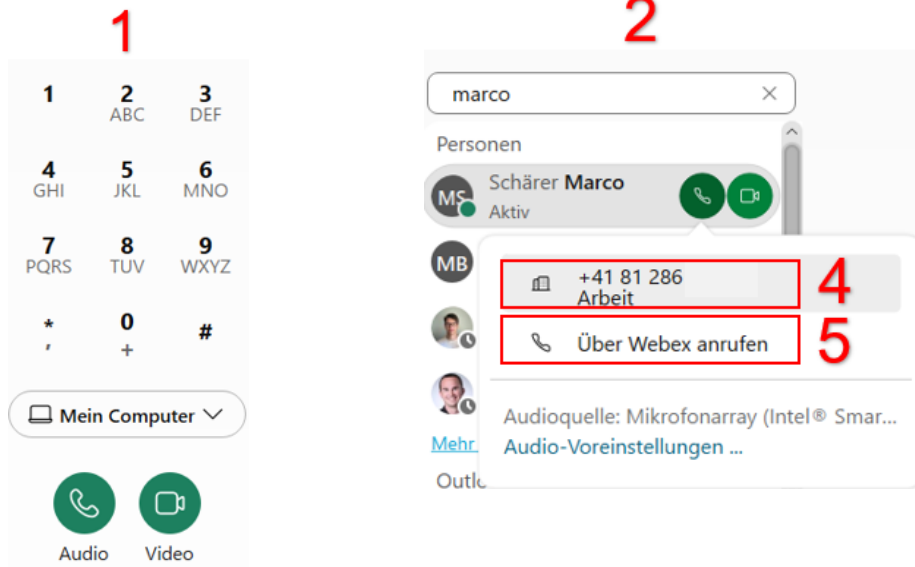 1
1 2 3
ABC DEF
4 5 6
GHI JKL MNO
7 8 9
PQRS TUV WXYZ
* 0 #
, +
Mein Computer
Audio Video
2
marco
Personen
MS Schärer Marco
Aktiv
MB
+41 81 286
Arbeit
4
Über Webex anrufen
5
Audioquelle: Mikrofonarray (Intel® Smar...
Mehr
Audio-Voreinstellungen ...